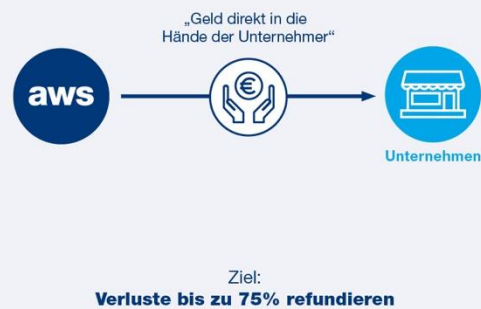 „Geld direkt in die
Hände der Unternehmer“
aws
€
Unternehmen
Ziel:
Verluste bis zu 75% refundieren